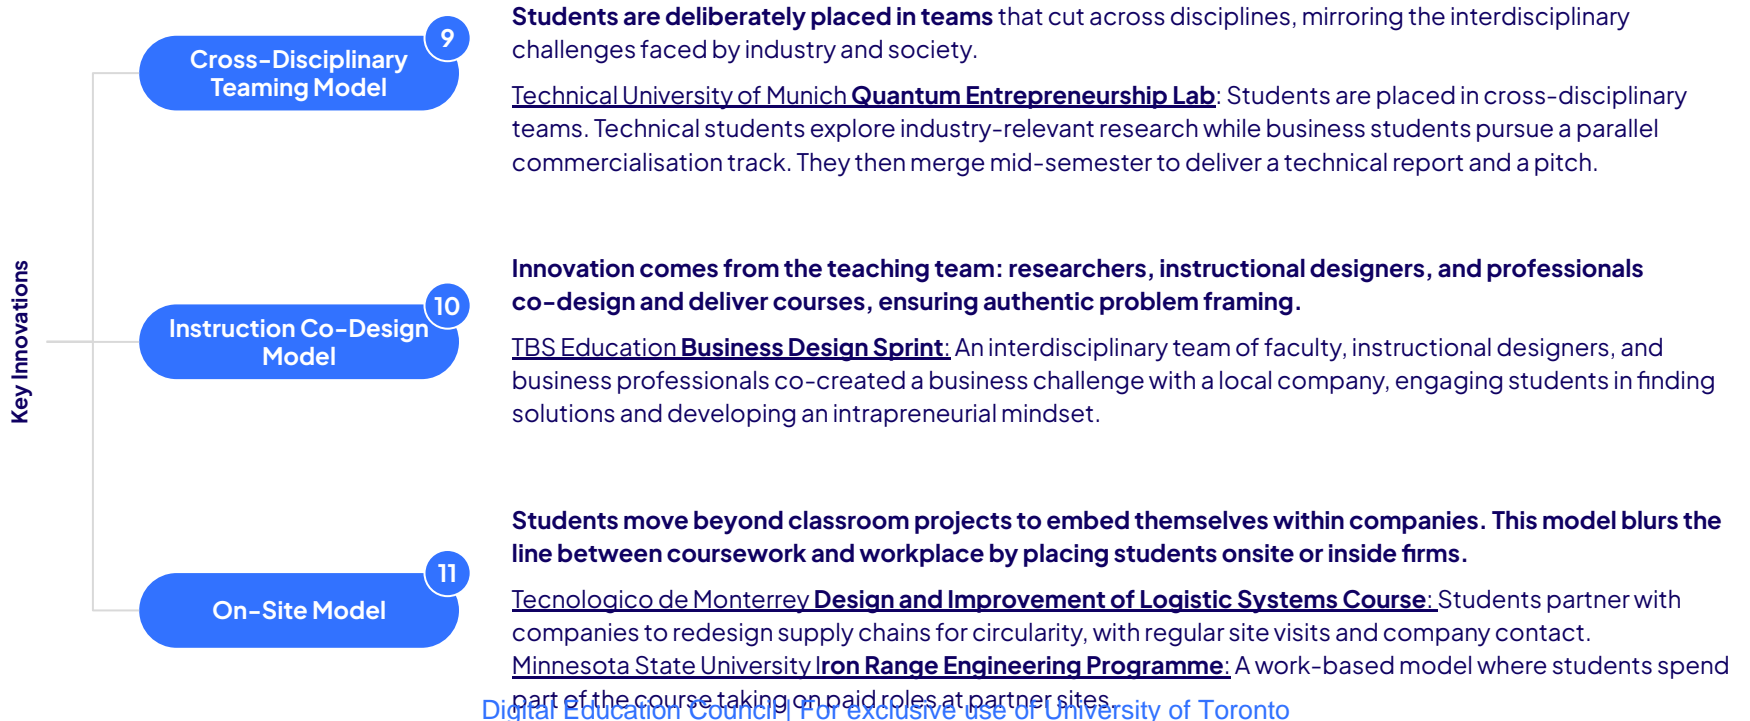 Key Innovations
9
Cross-Disciplinary
Teaming Model
Students are deliberately placed in teams that cut across disciplines, mirroring the interdisciplinary
challenges faced by industry and society.
Technical University of Munich Quantum Entrepreneurship Lab: Students are placed in cross-disciplinary
teams. Technical students explore industry-relevant research while business students pursue a parallel
commercialisation track. They then merge mid-semester to deliver a technical report and a pitch.
10
Instruction Co-Design
Model
Innovation comes from the teaching team: researchers, instructional designers, and professionals
co-design and deliver courses, ensuring authentic problem framing.
TBS Education Business Design Sprint: An interdisciplinary team of faculty, instructional designers, and
business professionals co-created a business challenge with a local company, engaging students in finding
solutions and developing an intrapreneurial mindset.
11
On-Site Model
Students move beyond classroom projects to embed themselves within companies. This model blurs the
line between coursework and workplace by placing students onsite or inside firms.
Tecnologico de Monterrey Design and Improvement of Logistic Systems Course: Students partner with
companies to redesign supply chains for circularity, with regular site visits and company contact.
Minnesota State University Iron Range Engineering Programme: A work-based model where students spend
part of the course taking on paid roles at partner sites.
Digital Education Council | For exclusive use of University of Toronto